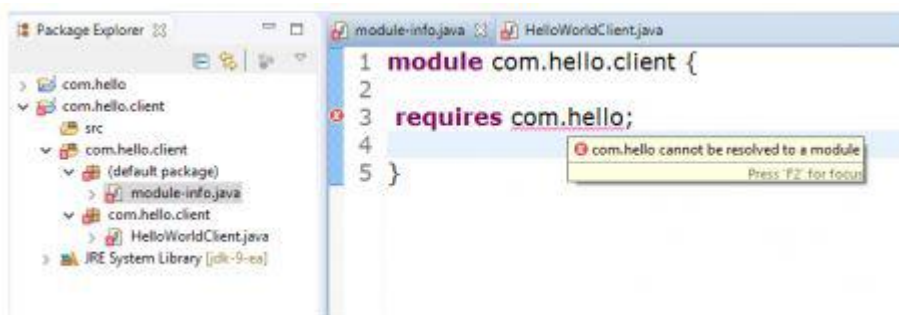 Package Explorer
com.hello
com.hello.client
src
com.hello.client
(default package)
module-info.java
com.hello.client
HelloWorldClient.java
JRE System Library [jdk-9-ea]
module-info.java HelloWorldClient.java
1 module com.hello.client {
2
3 requires com.hello;
4
com.hello cannot be resolved to a module
Press 'F2' for focus
5 }